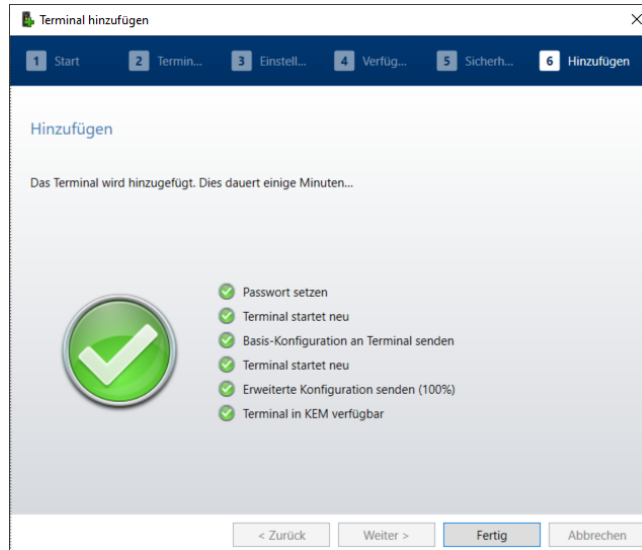 Terminal hinzufügen
1 Start 2 Termin... 3 Einstell... 4 Verfüg... 5 Sicherh... 6 Hinzufügen
Hinzufügen
Das Terminal wird hinzugefügt. Dies dauert einige Minuten...
Passwort setzen
Terminal startet neu
Basis-Konfiguration an Terminal senden
Terminal startet neu
Erweiterte Konfiguration senden (100%)
Terminal in KEM verfügbar
< Zurück Weiter > Fertig Abbrechen